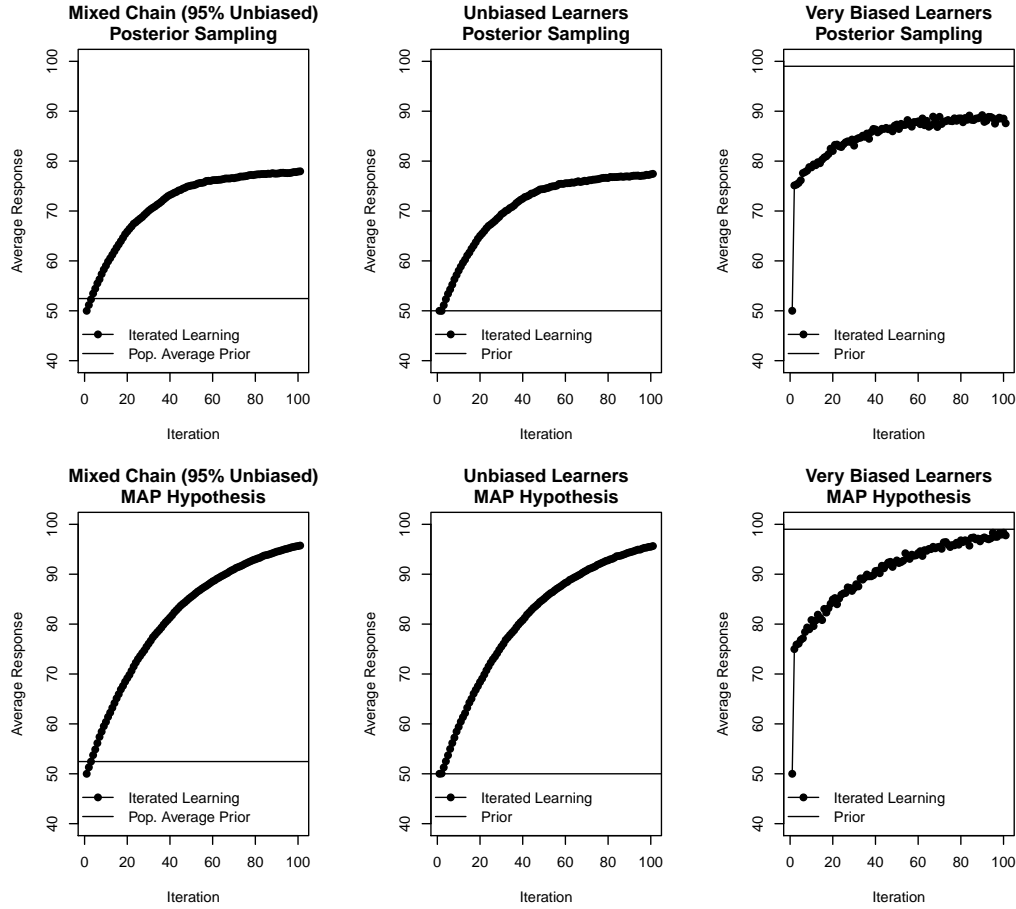 Mixed Chain (95% Unbiased)
Posterior Sampling
Average Response
100
90
80
70
60
50
40
Iterated Learning
Pop. Average Prior
0 20 40 60 80 100
Iteration
Unbiased Learners
Posterior Sampling
Average Response
100
90
80
70
60
50
40
Iterated Learning
Prior
0 20 40 60 80 100
Iteration
Very Biased Learners
Posterior Sampling
Average Response
100
90
80
70
60
50
40
Iterated Learning
Prior
0 20 40 60 80 100
Iteration
Mixed Chain (95% Unbiased)
MAP Hypothesis
Average Response
100
90
80
70
60
50
40
Iterated Learning
Pop. Average Prior
0 20 40 60 80 100
Iteration
Unbiased Learners
MAP Hypothesis
Average Response
100
90
80
70
60
50
40
Iterated Learning
Prior
0 20 40 60 80 100
Iteration
Very Biased Learners
MAP Hypothesis
Average Response
100
90
80
70
60
50
40
Iterated Learning
Prior
0 20 40 60 80 100
Iteration